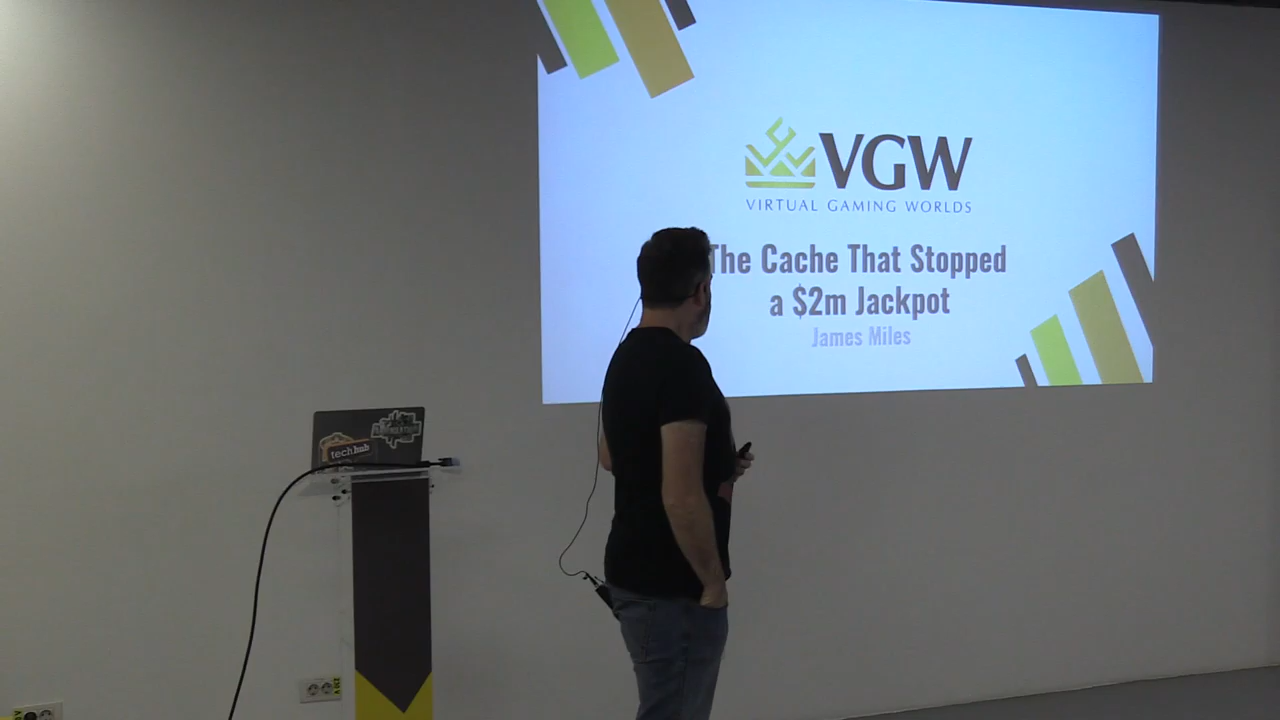 VGW
VIRTUAL GAMING WORLDS
The Cache That Stopped
a $2m Jackpot
James Miles
techhub